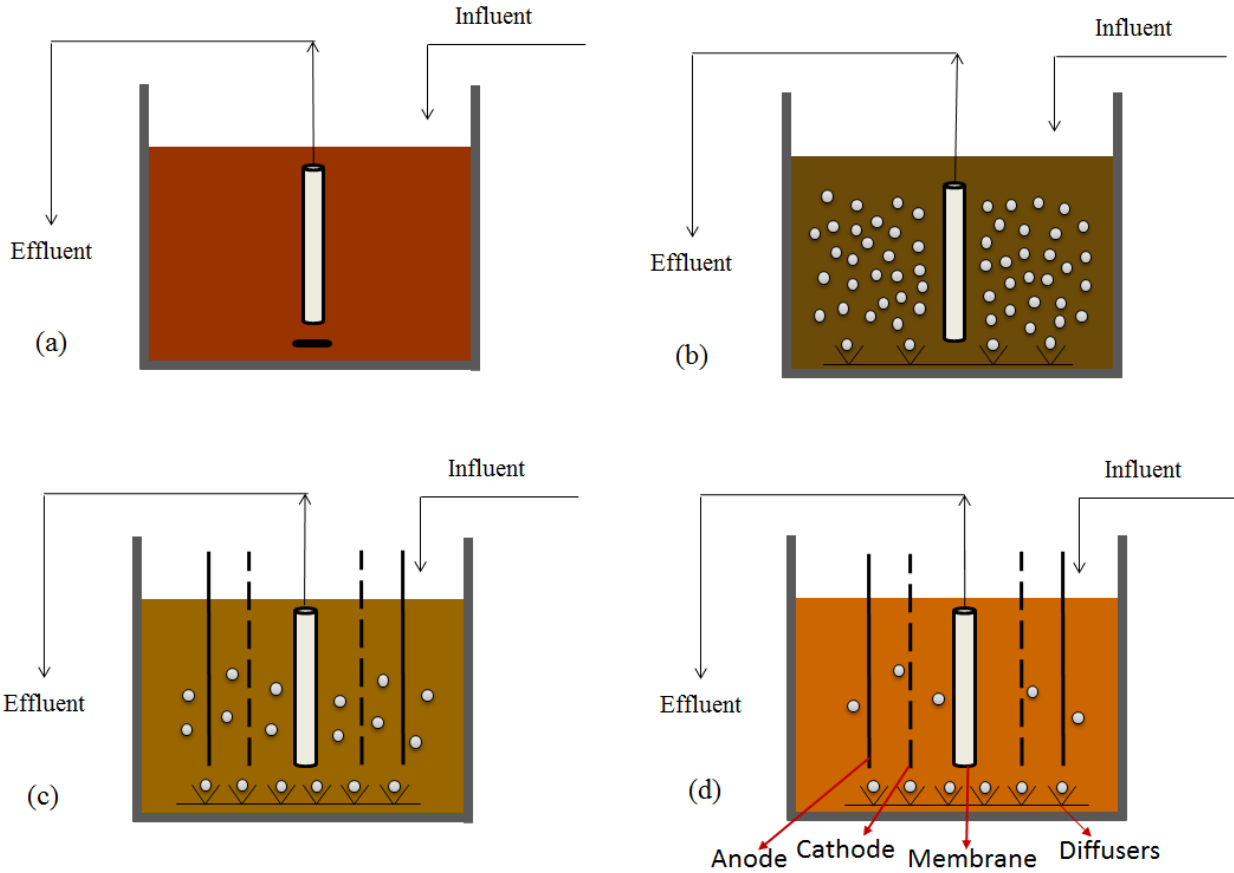 Influent
Effluent
(a)
Influent
Effluent
(b)
Influent
Effluent
(c)
Influent
Effluent
(d)
Anode
Cathode
Membrane
Diffusers